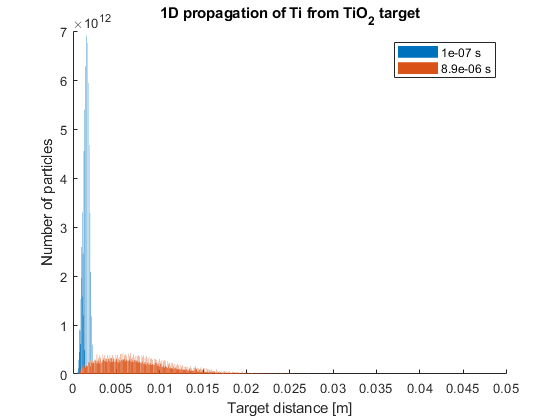 1D propagation of Ti from TiO2 target
×10^12
7
6
5
4
3
2
1
0
Number of particles
1e-07 s
8.9e-06 s
0 0.005 0.01 0.015 0.02 0.025 0.03 0.035 0.04 0.045 0.05
Target distance [m]